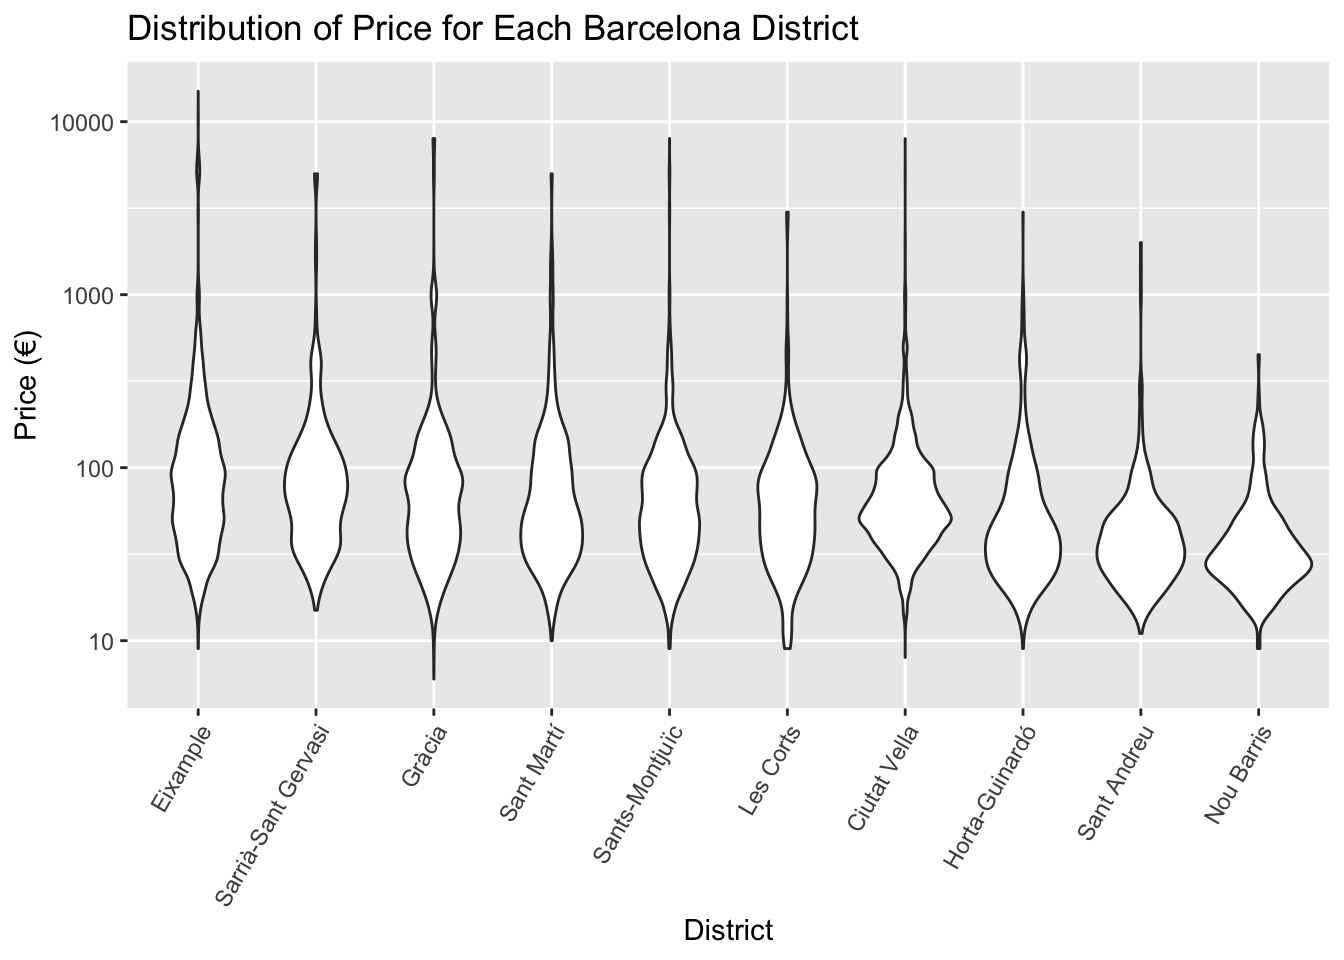 Distribution of Price for Each Barcelona District
Price (€)
10000
1000
100
10
Eixample
Sarrià-Sant Gervasi
Gràcia
Sant Martí
Sants-Montjuïc
Les Corts
Ciutat Vella
Horta-Guinardó
Sant Andreu
Nou Barris
District